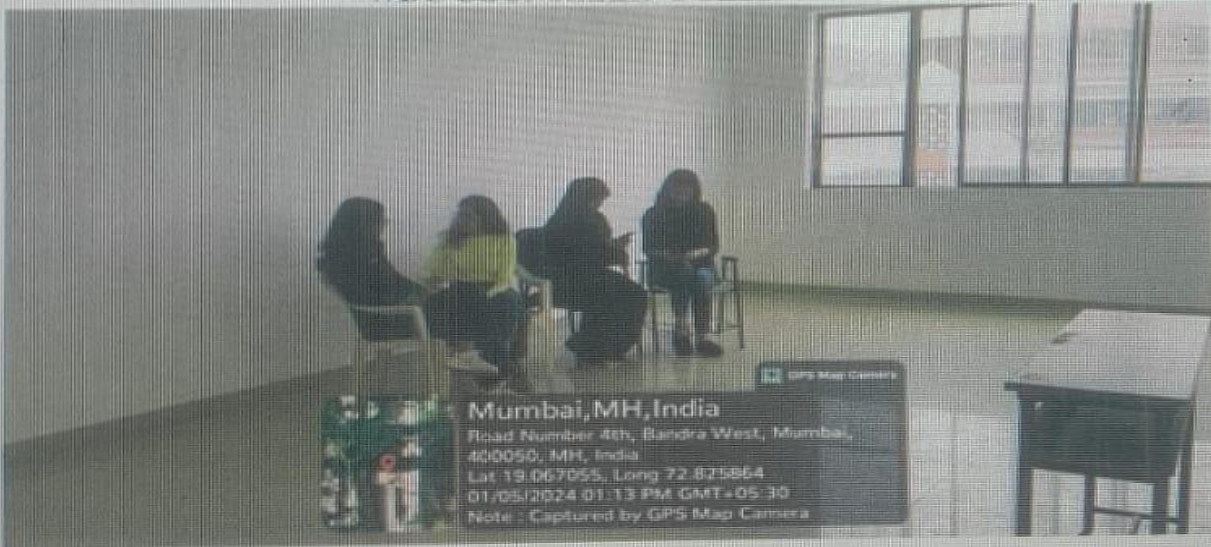 GPS Map Camera
Mumbai,MH,India
Road Number 4th, Bandra West, Mumbai,
400050, MH, India
Lat 19.067055, Long 72.825864
01/05/2024 01:13 PM GMT+05:30
Note : Captured by GPS Map Camera